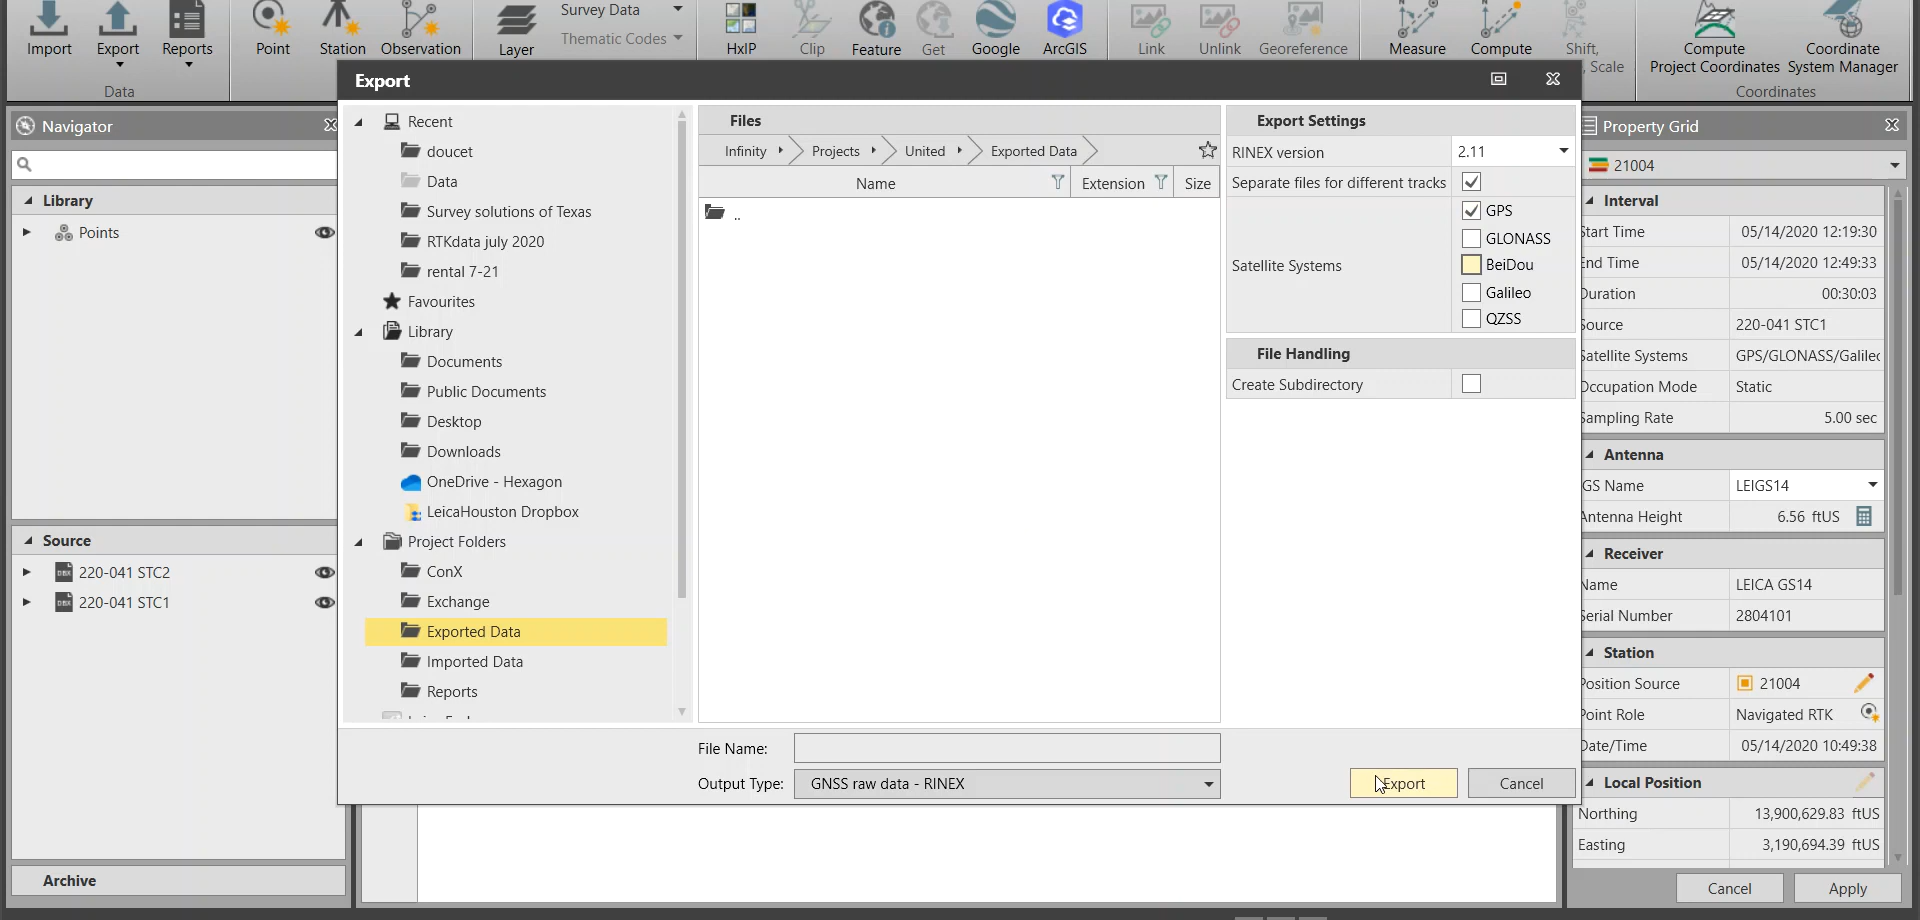 Import
Export
Reports
Data
Point
Station
Observation
Layer
Survey Data
Thematic Codes
HxIP
Clip
Feature
Get
Google
ArcGIS
Link
Unlink
Georeference
Measure
Compute
Shift,
, Scale
Compute
Project Coordinates
Coordinate
System Manager
Coordinates
Navigator
Library
Points
Source
220-041 STC2
220-041 STC1
Archive
Export
Recent
doucet
Data
Survey solutions of Texas
RTKdata july 2020
rental 7-21
Favourites
Library
Documents
Public Documents
Desktop
Downloads
OneDrive - Hexagon
LeicaHouston Dropbox
Project Folders
ConX
Exchange
Exported Data
Imported Data
Reports
Files
Infinity Projects United Exported Data
Name Extension Size
..
File Name:
Output Type: GNSS raw data - RINEX
Export Settings
RINEX version 2.11
Separate files for different tracks
Satellite Systems
GPS
GLONASS
BeiDou
Galileo
QZSS
File Handling
Create Subdirectory
Export Cancel
Property Grid
21004
Interval
Start Time 05/14/2020 12:19:30
End Time 05/14/2020 12:49:33
Duration 00:30:03
Source 220-041 STC1
Satellite Systems GPS/GLONASS/Galilec
Occupation Mode Static
Sampling Rate 5.00 sec
Antenna
GS Name LEIGS14
Antenna Height 6.56 ftUS
Receiver
Name LEICA GS14
Serial Number 2804101
Station
Position Source 21004
Point Role Navigated RTK
Date/Time 05/14/2020 10:49:38
Local Position
Northing 13,900,629.83 ftUS
Easting 3,190,694.39 ftUS
Cancel Apply